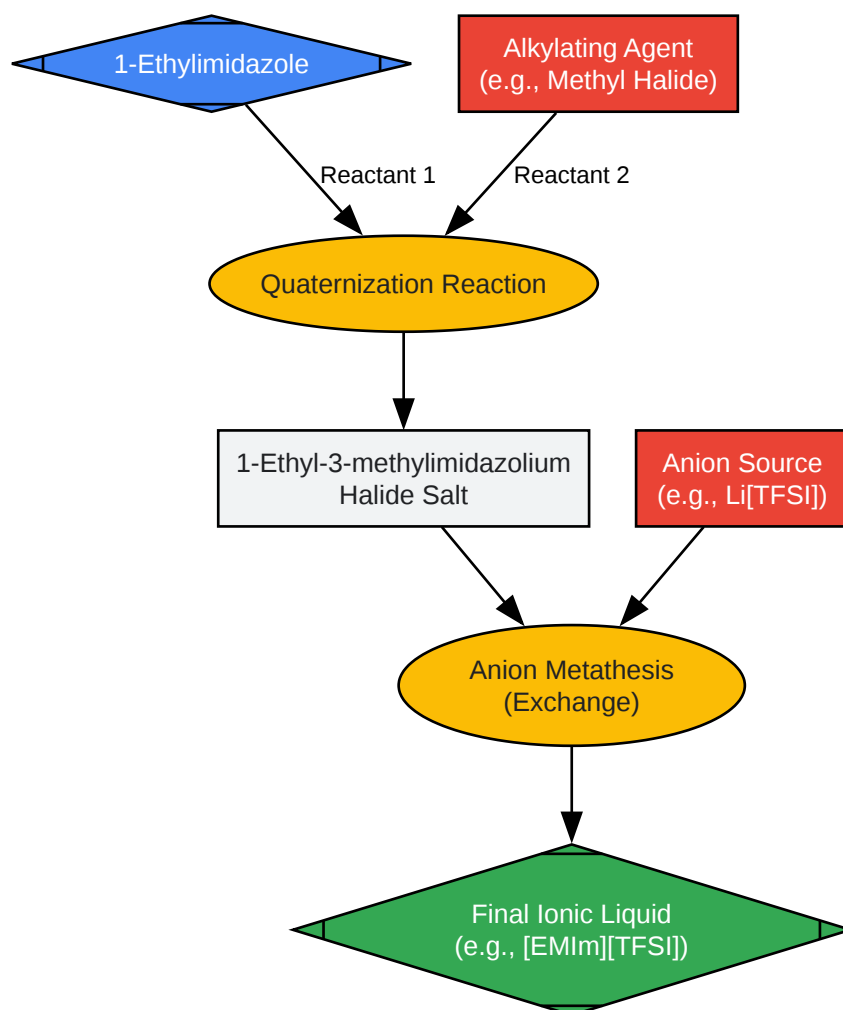 1-Ethylimidazole
Alkylating Agent
(e.g., Methyl Halide)
Reactant 1
Reactant 2
Quaternization Reaction
1-Ethyl-3-methylimidazolium
Halide Salt
Anion Source
(e.g., Li[TFSI])
Anion Metathesis
(Exchange)
Final Ionic Liquid
(e.g., [EMIm][TFSI])